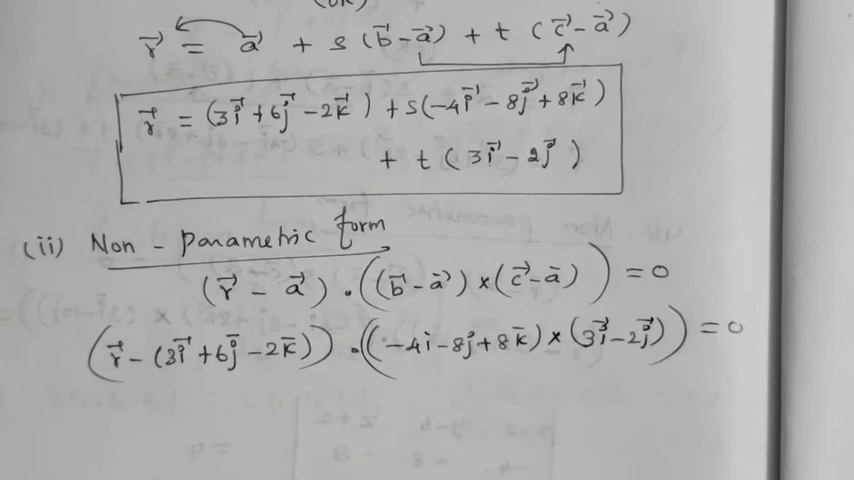 (OR)
r⃗ = a⃗ + s (b⃗ - a⃗) + t (c⃗ - a⃗)
r⃗ = (3i⃗ + 6j⃗ - 2k⃗) + s(-4i⃗ - 8j⃗ + 8k⃗)
+ t (3i⃗ - 2j⃗)
(ii) Non - parametric form
(r⃗ - a⃗) . ((b⃗ - a⃗) × (c⃗ - a⃗)) = 0
(r⃗ - (3i⃗ + 6j⃗ - 2k⃗)) . ((-4i - 8j⃗ + 8k⃗) × (3i⃗ - 2j⃗)) = 0